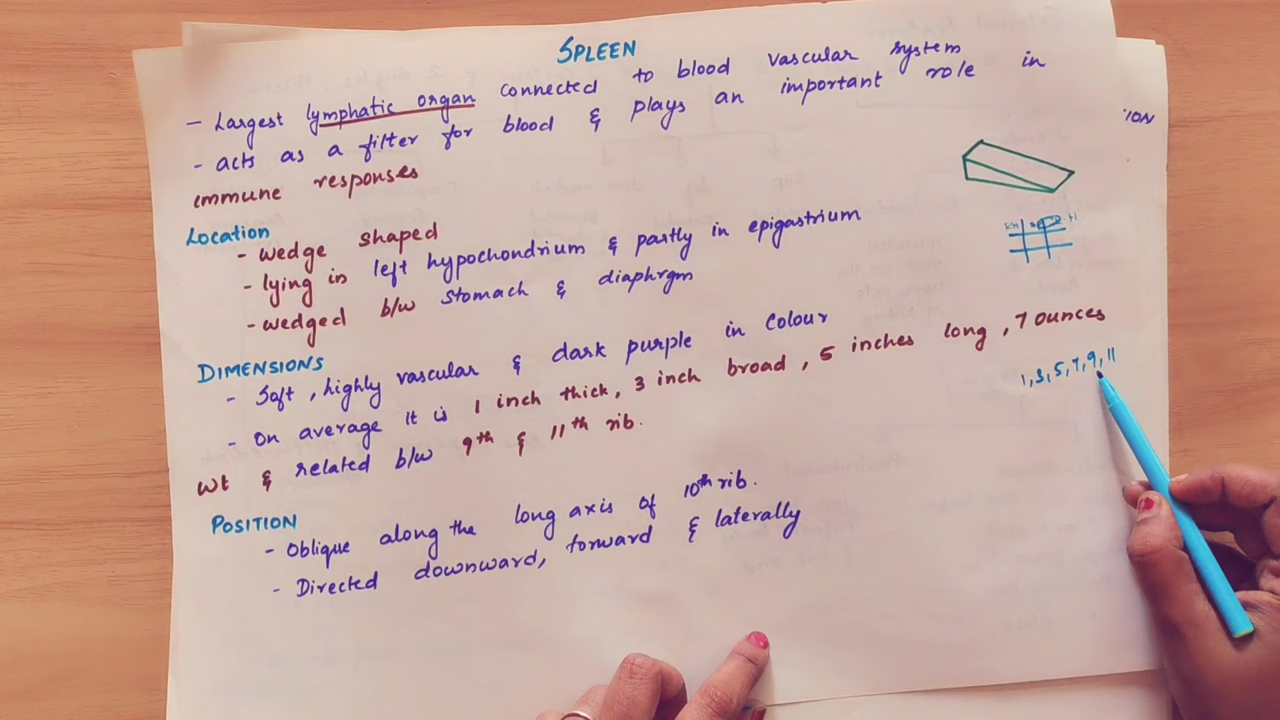 SPLEEN
- Largest lymphatic organ connected to blood vascular system
- acts as a filter for blood & plays an important role in
immune responses
Location
- wedge shaped
- lying in left hypochondrium & partly in epigastrium
- wedged b/w stomach & diaphrgm
DIMENSIONS
- Soft, highly vascular & dark purple in colour
- On average it is 1 inch thick, 3 inch broad, 5 inches long, 7 ounces
wt & related b/w 9th & 11th rib.
1,3,5,7,9,11
POSITION
- Oblique along the long axis of 10th rib.
- Directed downward, forward & laterally
ION